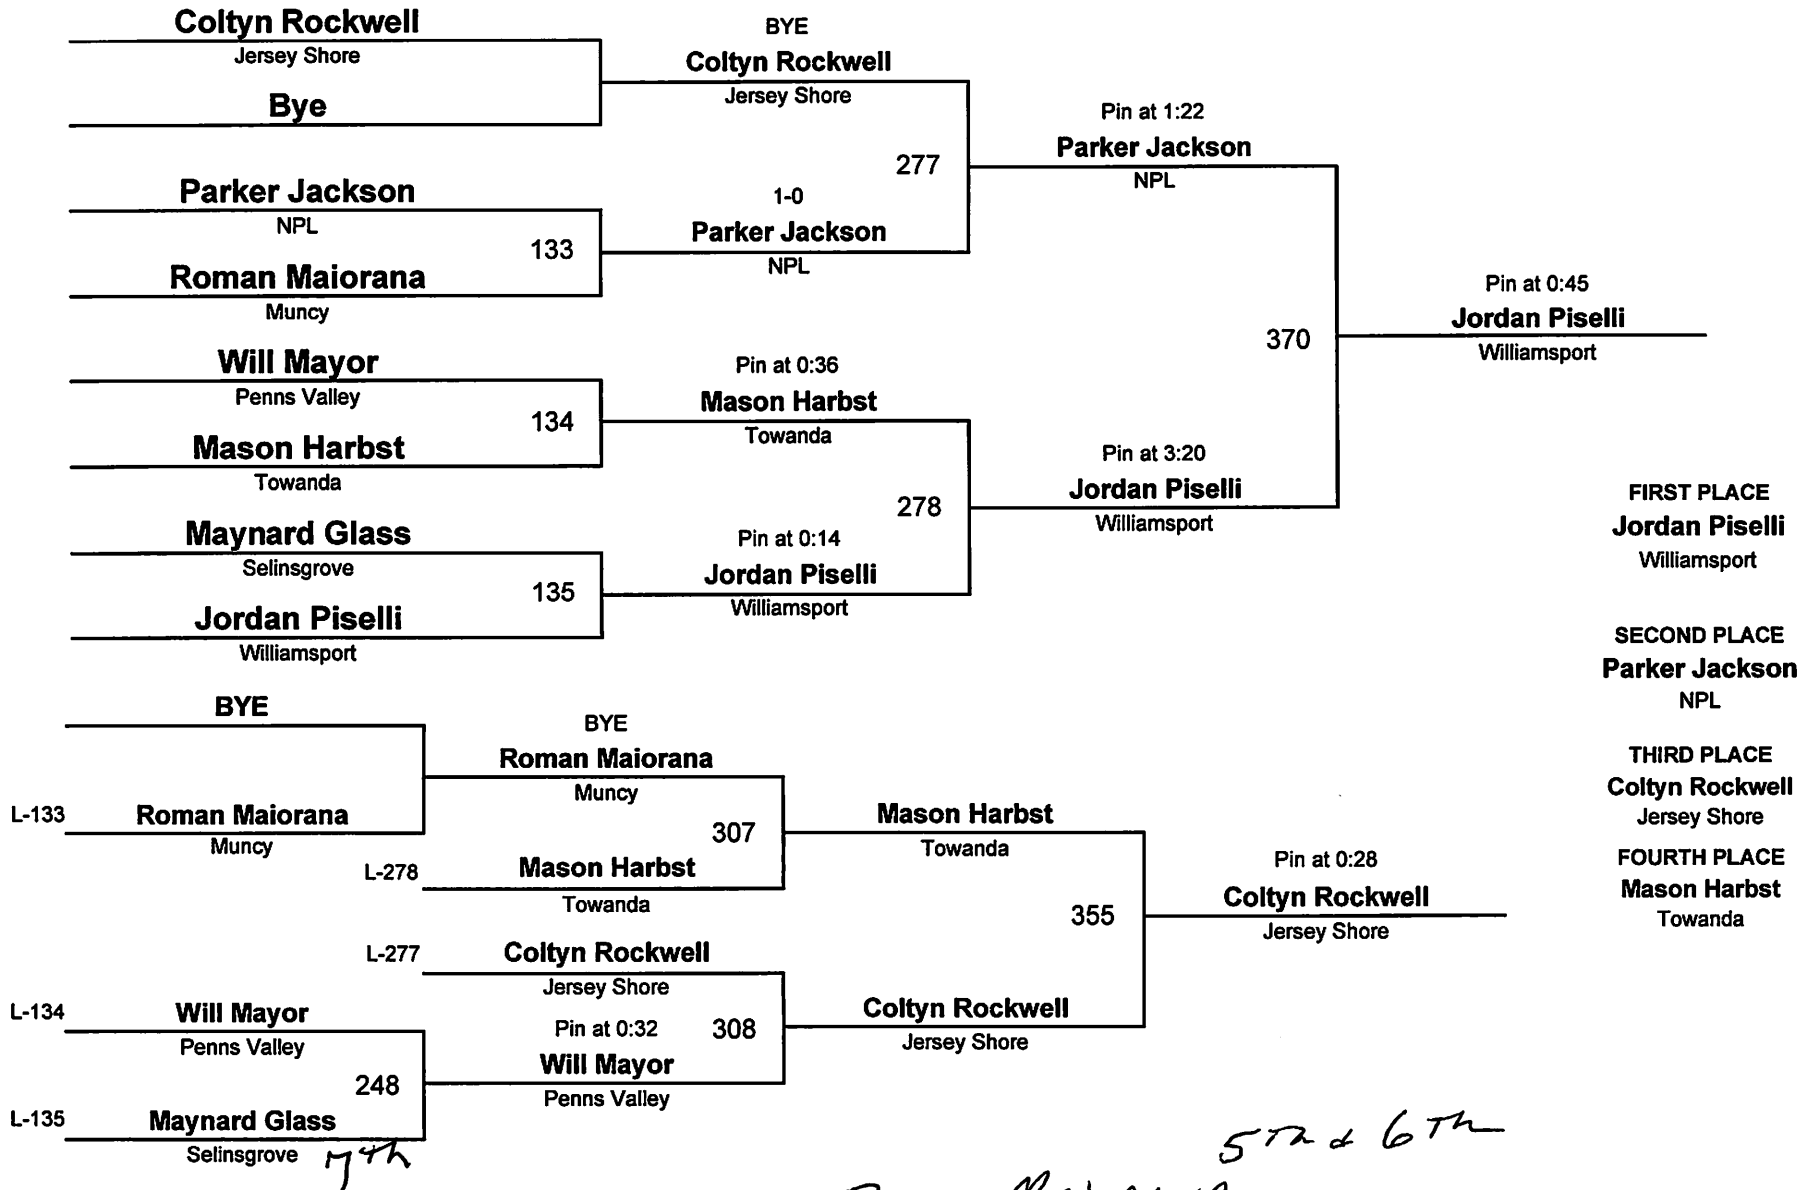 Coltyn Rockwell
Jersey Shore
Bye
Parker Jackson
NPL
133
Roman Maiorana
Muncy
Will Mayor
Penns Valley
134
Mason Harbst
Towanda
Maynard Glass
Selinsgrove
135
Jordan Piselli
Williamsport
BYE
Coltyn Rockwell
Jersey Shore
277
1-0
Parker Jackson
NPL
Pin at 0:36
Mason Harbst
Towanda
278
Pin at 0:14
Jordan Piselli
Williamsport
Pin at 1:22
Parker Jackson
NPL
370
Pin at 3:20
Jordan Piselli
Williamsport
Pin at 0:45
Jordan Piselli
Williamsport
FIRST PLACE
Jordan Piselli
Williamsport
SECOND PLACE
Parker Jackson
NPL
THIRD PLACE
Coltyn Rockwell
Jersey Shore
FOURTH PLACE
Mason Harbst
Towanda
BYE
L-133 Roman Maiorana
Muncy
L-134 Will Mayor
Penns Valley
248
L-135 Maynard Glass
Selinsgrove 7th
BYE
Roman Maiorana
Muncy
307
L-278 Mason Harbst
Towanda
L-277 Coltyn Rockwell
Jersey Shore
Pin at 0:32 308
Will Mayor
Penns Valley
Mason Harbst
Towanda
355
Coltyn Rockwell
Jersey Shore
Pin at 0:28
Coltyn Rockwell
Jersey Shore
5Th & 6Th